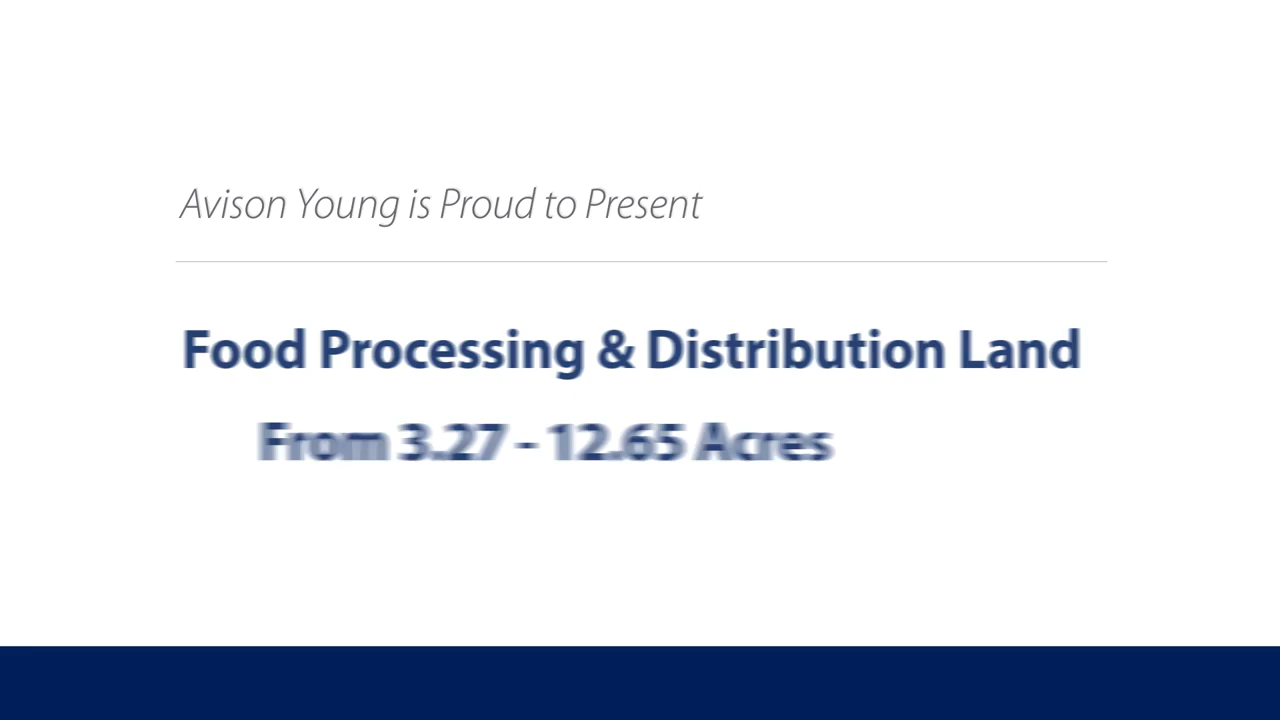 Avison Young is Proud to Present
Food Processing & Distribution Land
From 3.27 - 12.65 Acres